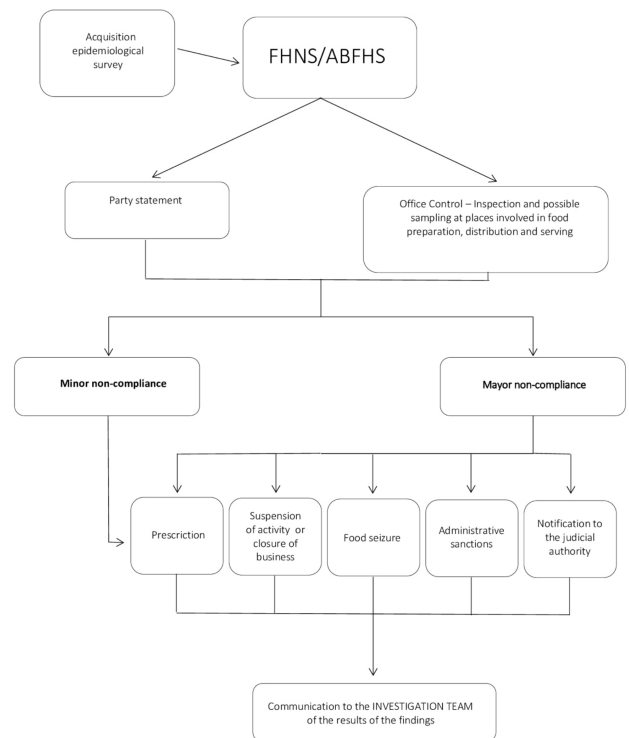 Acquisition
epidemiological
survey
FHNS/ABFHS
Party statement
Office Control – Inspection and possible
sampling at places involved in food
preparation, distribution and serving
Minor non-compliance
Mayor non-compliance
Prescriction
Suspension
of activity or
closure of
business
Food seizure
Administrative
sanctions
Notification to
the judicial
authority
Communication to the INVESTIGATION TEAM
of the results of the findings